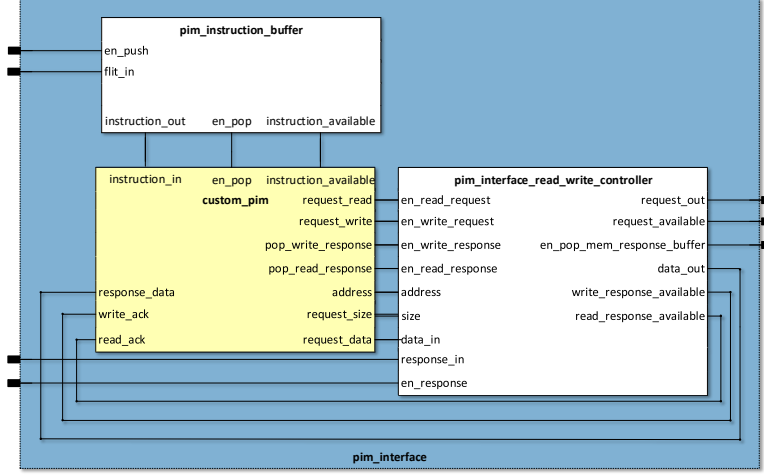 pim_instruction_buffer
en_push
flit_in
instruction_out en_pop instruction_available
instruction_in en_pop instruction_available
custom_pim
request_read
request_write
pop_write_response
pop_read_response
response_data address
write_ack request_size
read_ack request_data
pim_interface_read_write_controller
en_read_request request_out
en_write_request request_available
en_write_response en_pop_mem_response_buffer
en_read_response data_out
address write_response_available
size read_response_available
data_in
response_in
en_response
pim_interface